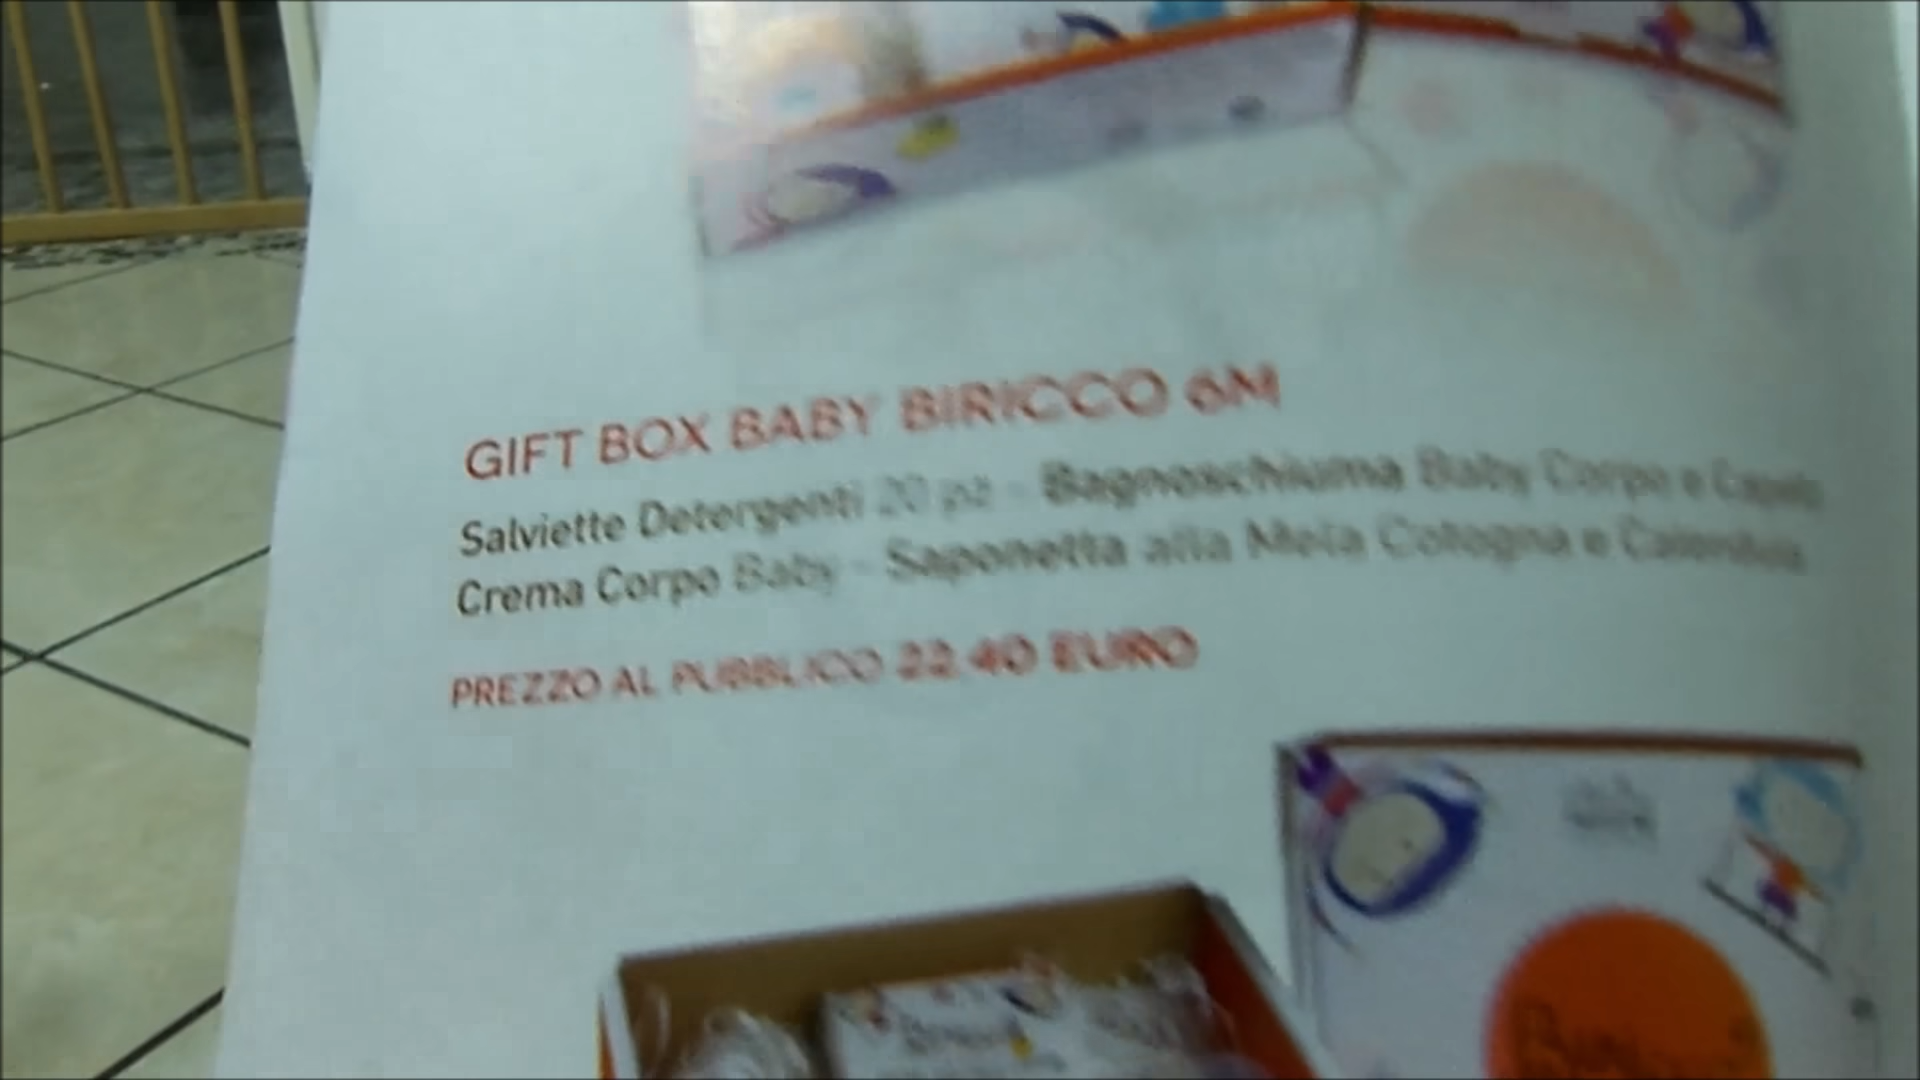 GIFT BOX BABY BIRICCO 6M
Salviette Detergenti 20 pz - Bagnoschiuma Baby Corpo e Capelli
Crema Corpo Baby - Saponetta alla Mela Cotogna e Calendula
PREZZO AL PUBBLICO 22.40 EURO